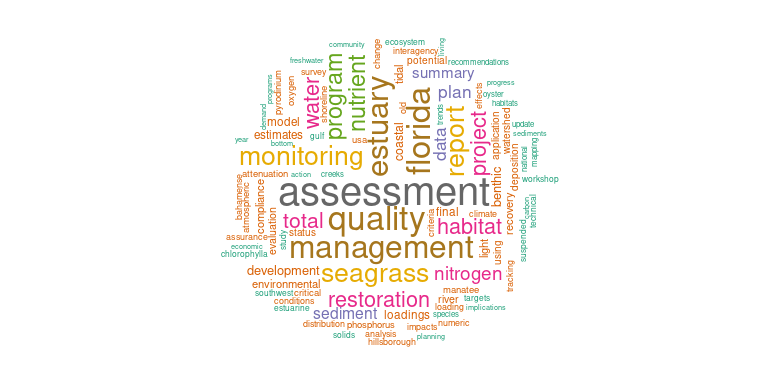 community
ecosystem
living
change
interagency
freshwater
potential
recommendations
survey
summary
program
nutrient
water
tidal
progress
programs
pyrodinium
oxygen
shoreline
estuary
florida
old
plan
effects
oyster
habitats
demand
model
coastal
data
trends
report
project
application
watershed
update
sediments
estimates
gulf
usa
year
bottom
monitoring
national
mapping
benthic
deposition
attenuation
action
creeks
workshop
assessment
bahamense
atmospheric
compliance
total
quality
criteria
final
climate
habitat
recovery
carbon
technical
assurance
evaluation
study
status
economic
chlorophylla
management
light
using
suspended
development
seagrass
nitrogen
tracking
environmental
southwest
critical
manatee
conditions
restoration
river
targets
estuarine
loading
implications
sediment
loadings
species
distribution
phosphorus
impacts
numeric
solids
analysis
planning
hillsborough